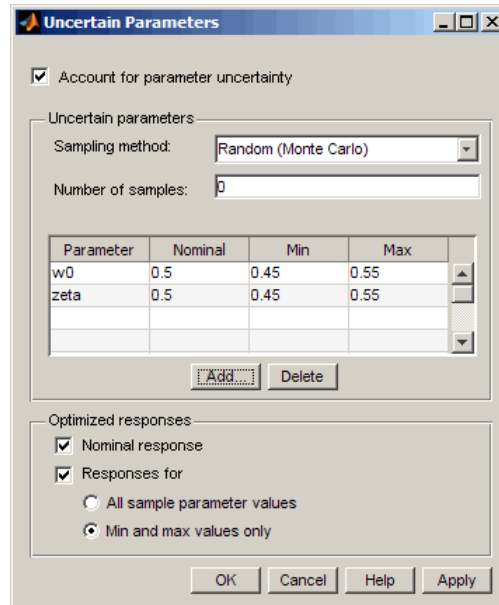 Uncertain Parameters
Account for parameter uncertainty
Uncertain parameters
Sampling method: Random (Monte Carlo)
Number of samples: 0
Parameter Nominal Min Max
w0 0.5 0.45 0.55
zeta 0.5 0.45 0.55
Add... Delete
Optimized responses
Nominal response
Responses for
All sample parameter values
Min and max values only
OK Cancel Help Apply